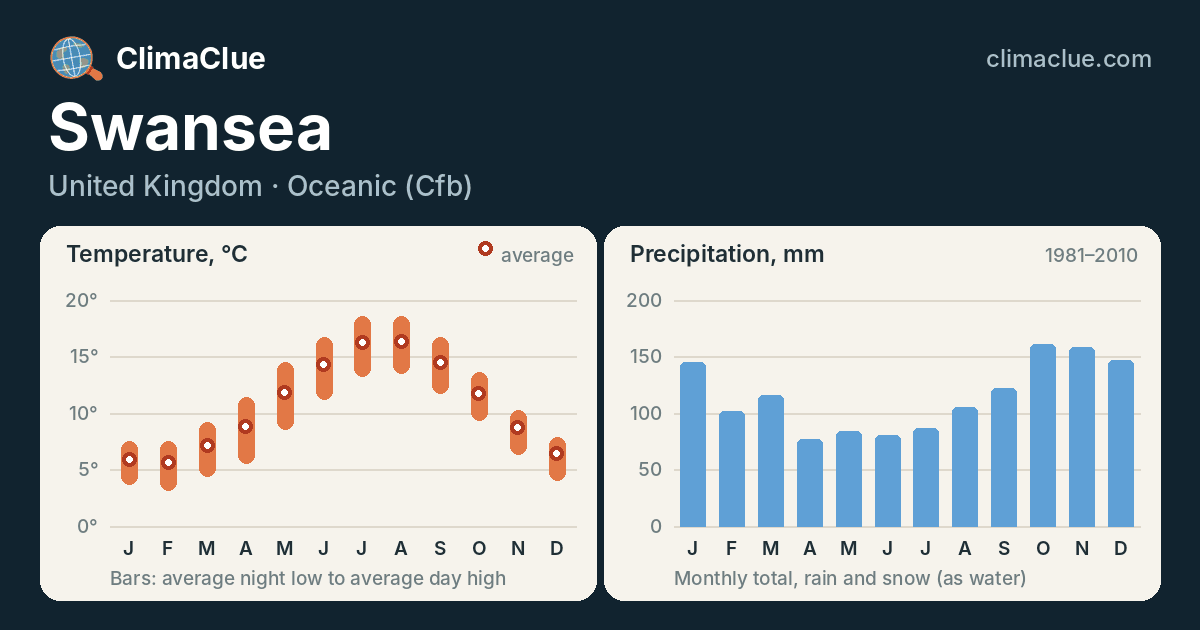 ClimaClue
climaclue.com
Swansea
United Kingdom · Oceanic (Cfb)
Temperature, °C
average
20°
15°
10°
5°
0°
J F M A M J J A S O N D
Bars: average night low to average day high
Precipitation, mm
1981–2010
200
150
100
50
0
J F M A M J J A S O N D
Monthly total, rain and snow (as water)